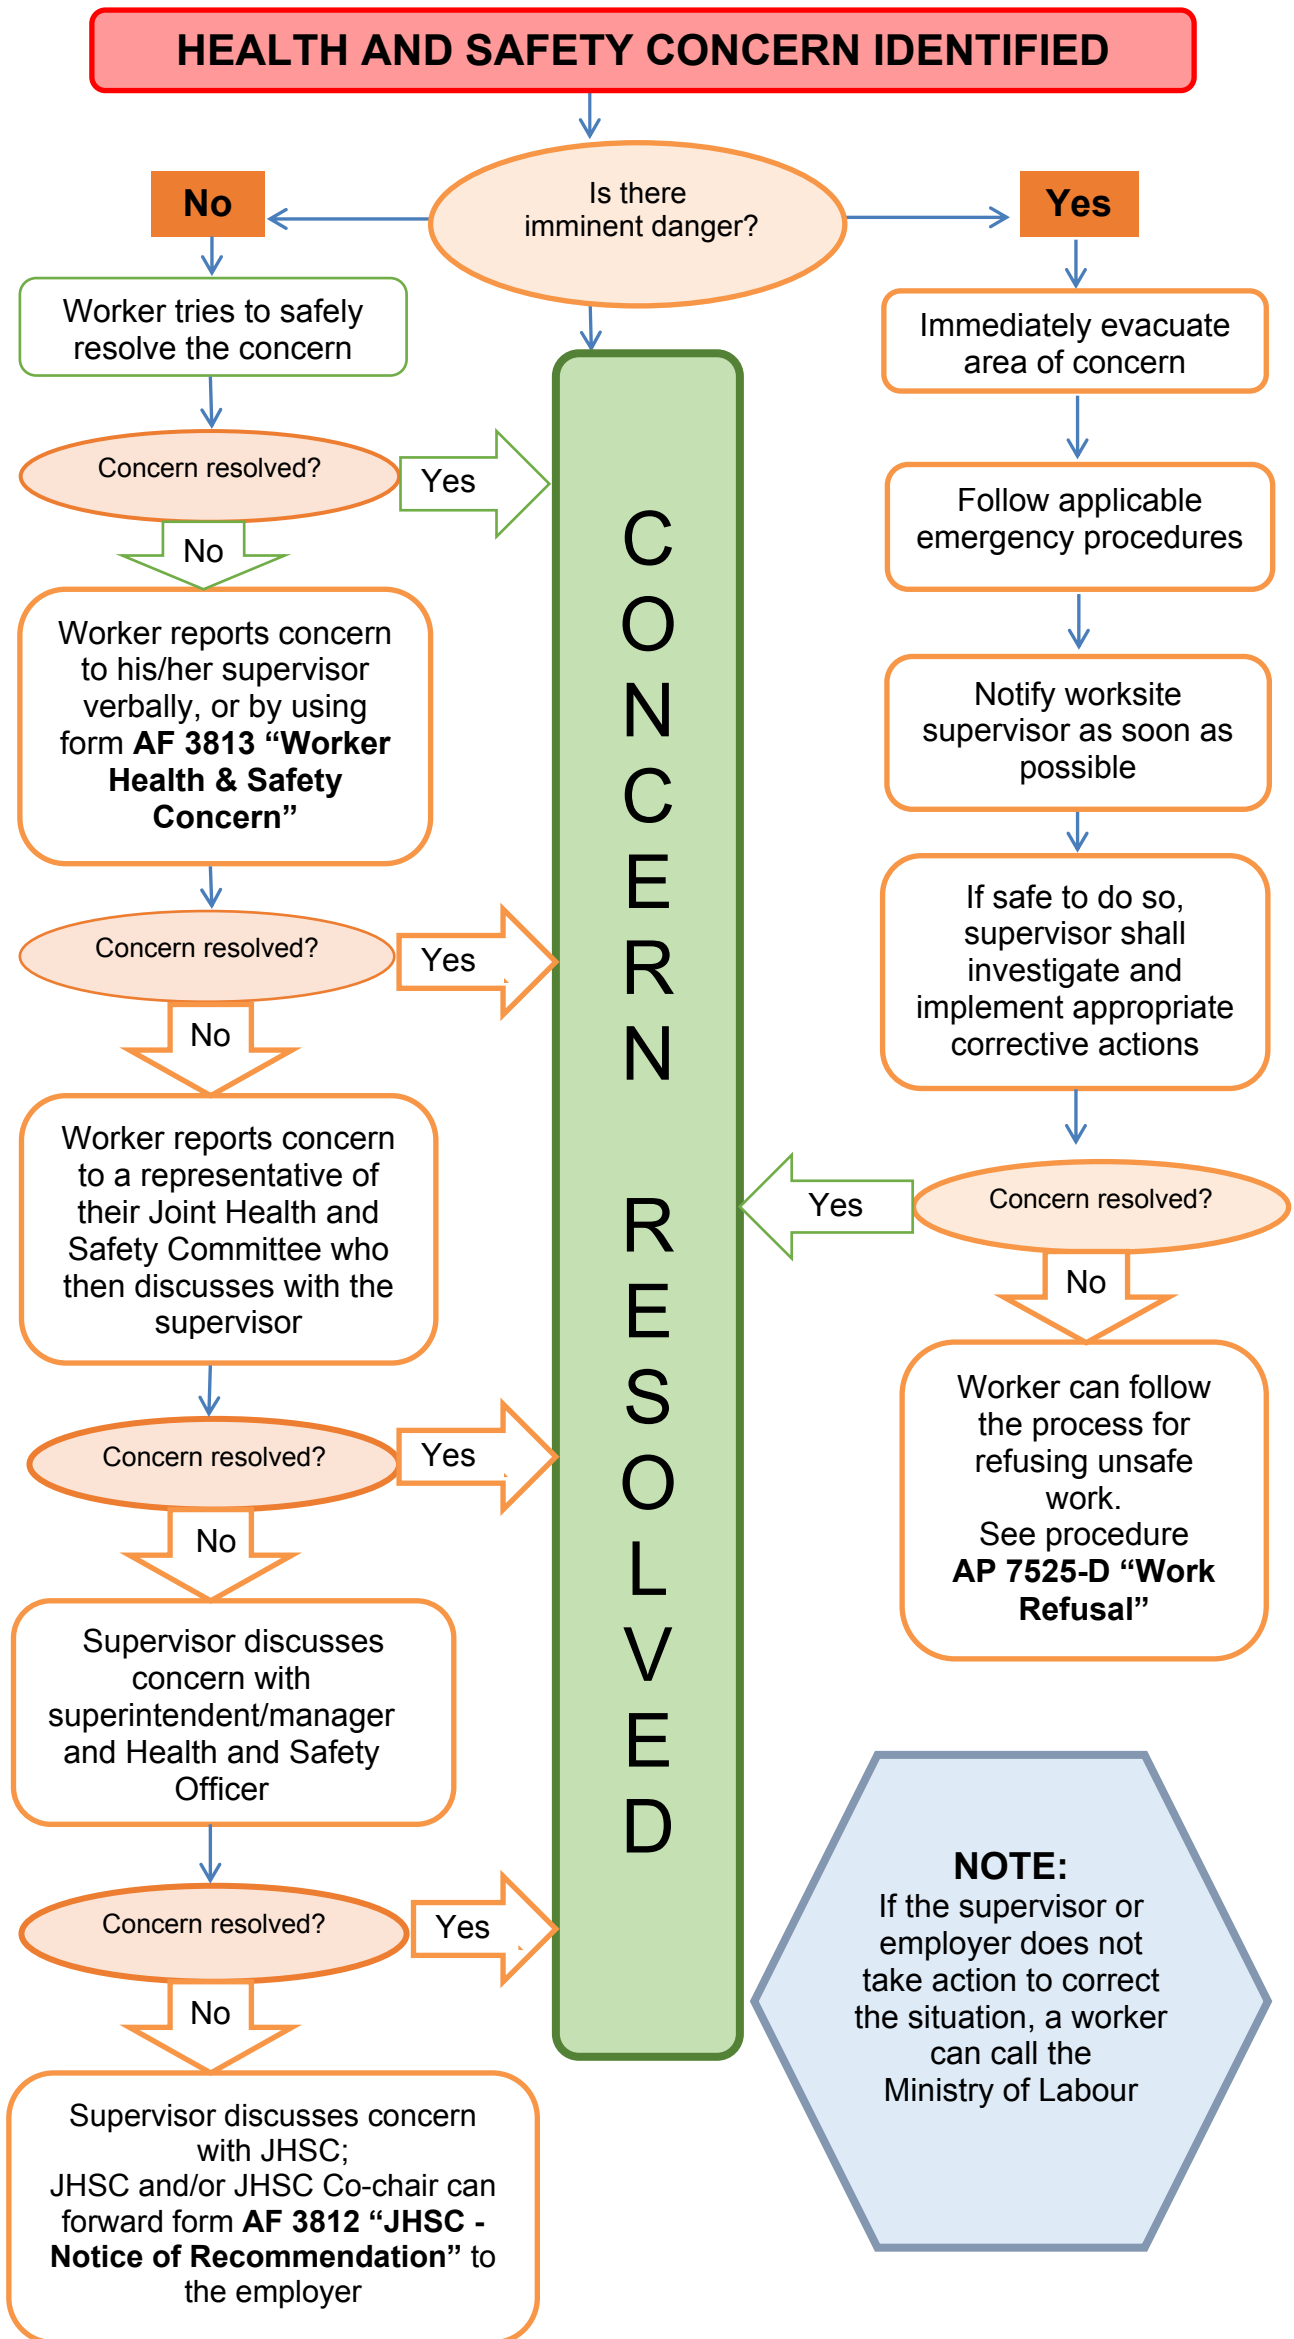 HEALTH AND SAFETY CONCERN IDENTIFIED
Is there
imminent danger?
No
Yes
Worker tries to safely
resolve the concern
Concern resolved?
Yes
No
Worker reports concern
to his/her supervisor
verbally, or by using
form AF 3813 “Worker
Health & Safety
Concern”
Concern resolved?
Yes
No
Worker reports concern
to a representative of
their Joint Health and
Safety Committee who
then discusses with the
supervisor
Concern resolved?
Yes
No
Supervisor discusses
concern with
superintendent/manager
and Health and Safety
Officer
Concern resolved?
Yes
No
Supervisor discusses concern
with JHSC;
JHSC and/or JHSC Co-chair can
forward form AF 3812 “JHSC -
Notice of Recommendation” to
the employer
C
O
N
C
E
R
N
R
E
S
O
L
V
E
D
Immediately evacuate
area of concern
Follow applicable
emergency procedures
Notify worksite
supervisor as soon as
possible
If safe to do so,
supervisor shall
investigate and
implement appropriate
corrective actions
Concern resolved?
Yes
No
Worker can follow
the process for
refusing unsafe
work.
See procedure
AP 7525-D “Work
Refusal”
NOTE:
If the supervisor or
employer does not
take action to correct
the situation, a worker
can call the
Ministry of Labour